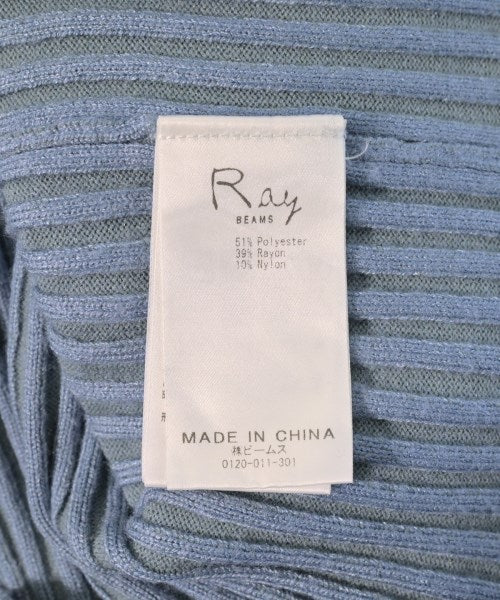 Ray
BEAMS
51% Polyester
39% Rayon
10% Nylon
MADE IN CHINA
㈱ビームス
0120-011-301